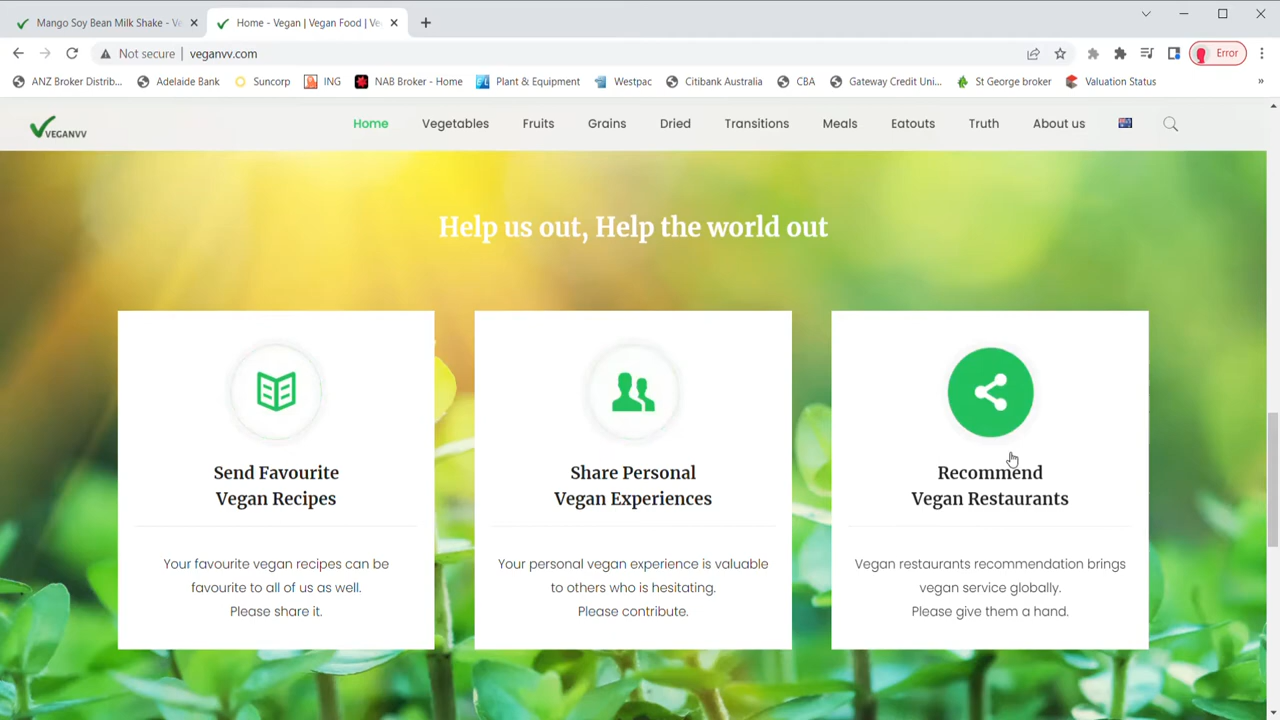 Mango Soy Bean Milk Shake - Ve
Home - Vegan | Vegan Food | Ve
Not secure | veganvv.com
Error
ANZ Broker Distrib...
Adelaide Bank
Suncorp
ING
NAB Broker - Home
Plant & Equipment
Westpac
Citibank Australia
CBA
Gateway Credit Uni...
St George broker
Valuation Status
»
VEGANVV
Home
Vegetables
Fruits
Grains
Dried
Transitions
Meals
Eatouts
Truth
About us
Help us out, Help the world out
Send Favourite
Vegan Recipes
Your favourite vegan recipes can be
favourite to all of us as well.
Please share it.
Share Personal
Vegan Experiences
Your personal vegan experience is valuable
to others who is hesitating.
Please contribute.
Recommend
Vegan Restaurants
Vegan restaurants recommendation brings
vegan service globally.
Please give them a hand.